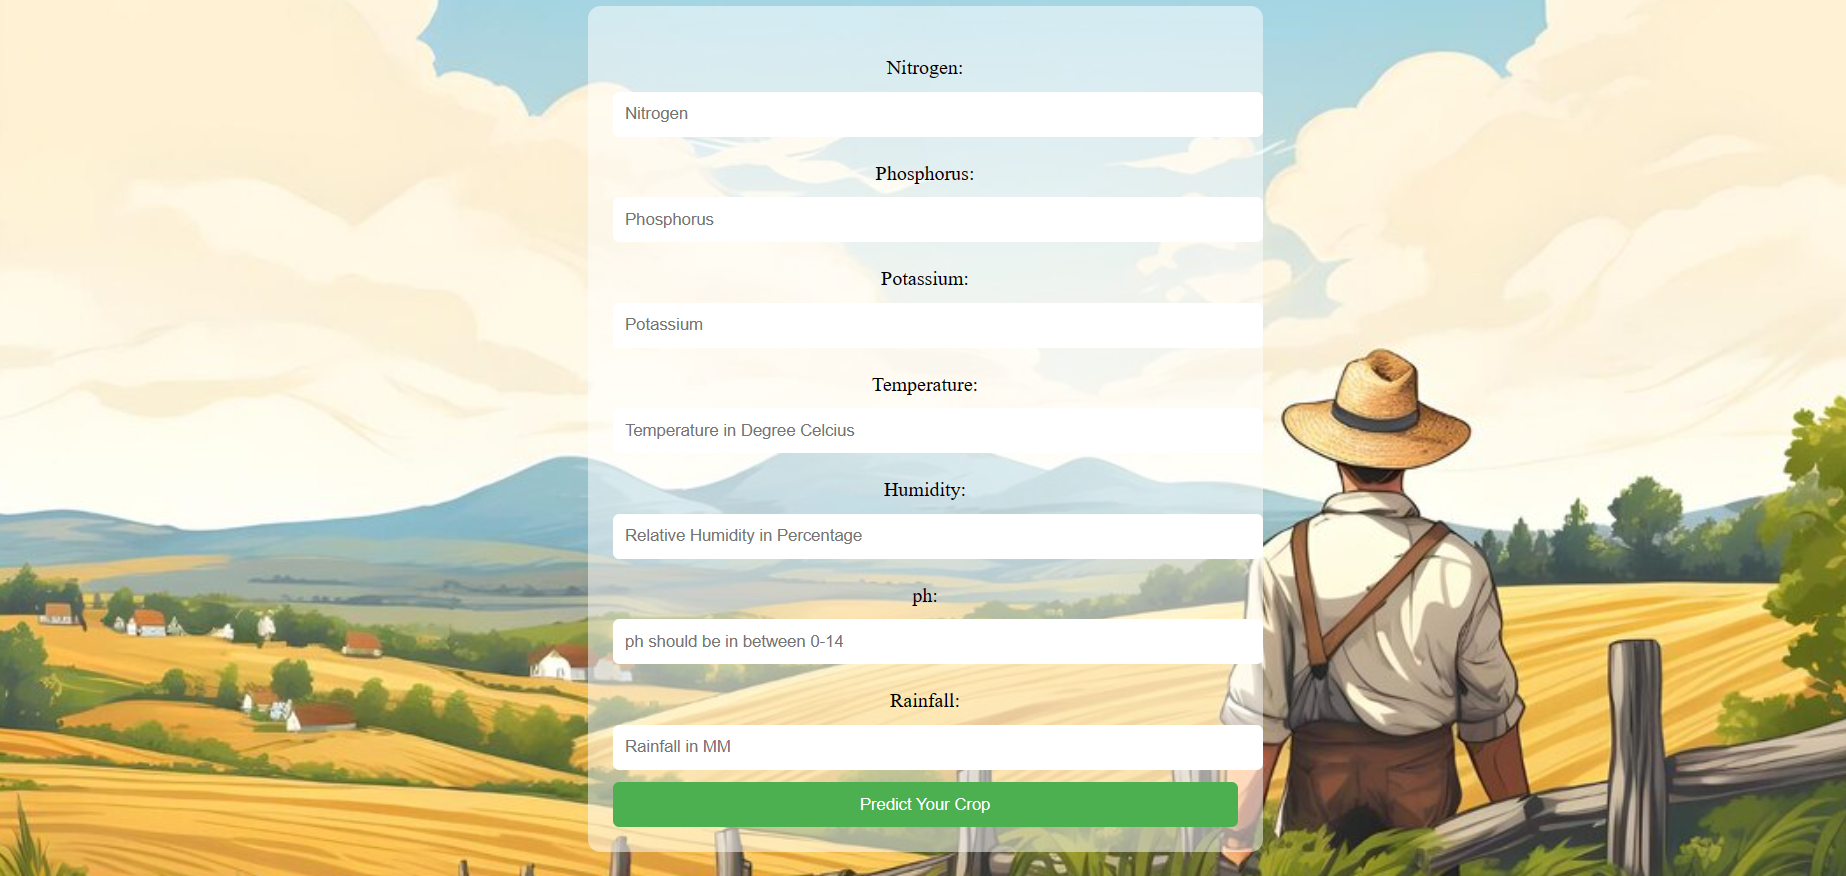 Nitrogen:
Nitrogen
Phosphorus:
Phosphorus
Potassium:
Potassium
Temperature:
Temperature in Degree Celcius
Humidity:
Relative Humidity in Percentage
ph:
ph should be in between 0-14
Rainfall:
Rainfall in MM
Predict Your Crop